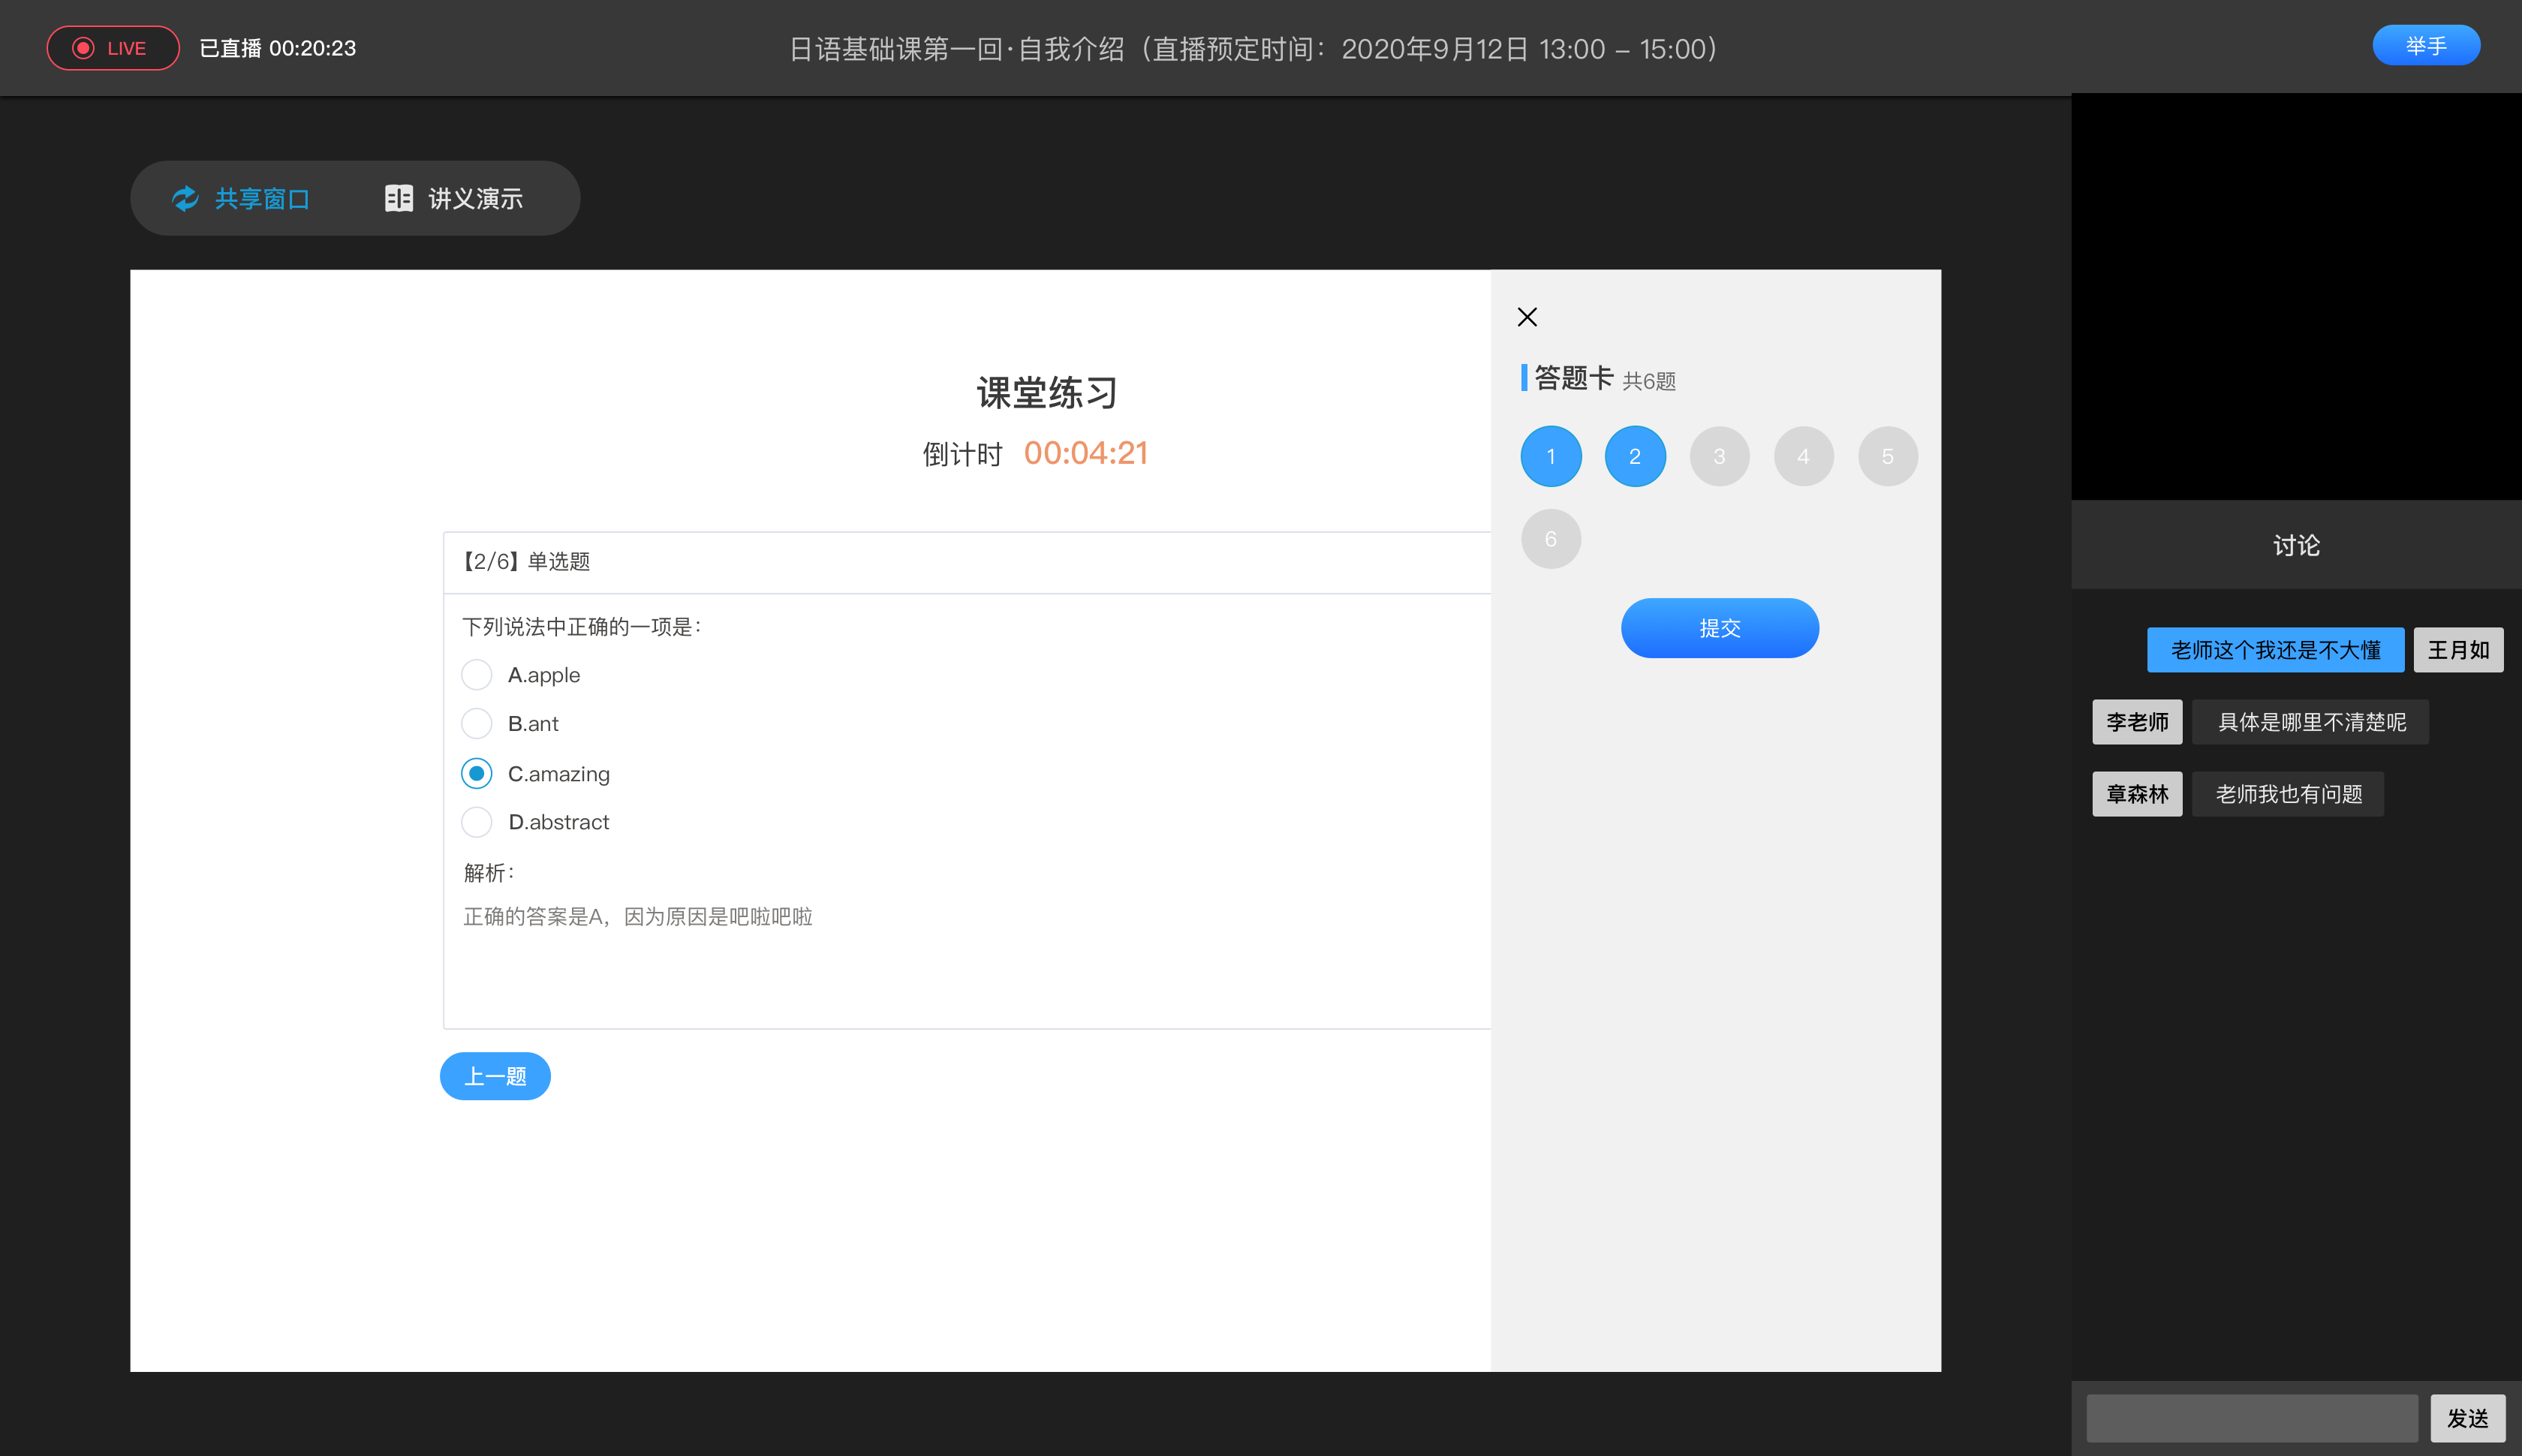 LIVE 已直播 00:20:23
日语基础课第一回·自我介绍（直播预定时间：2020年9月12日 13:00 – 15:00）
举手
共享窗口 讲义演示
课堂练习
倒计时 00:04:21
【2/6】单选题
下列说法中正确的一项是：
A.apple
B.ant
C.amazing
D.abstract
解析：
正确的答案是A，因为原因是吧啦吧啦
上一题
答题卡 共6题
1 2 3 4 5
6
提交
讨论
老师这个我还是不大懂 王月如
李老师 具体是哪里不清楚呢
章森林 老师我也有问题
发送